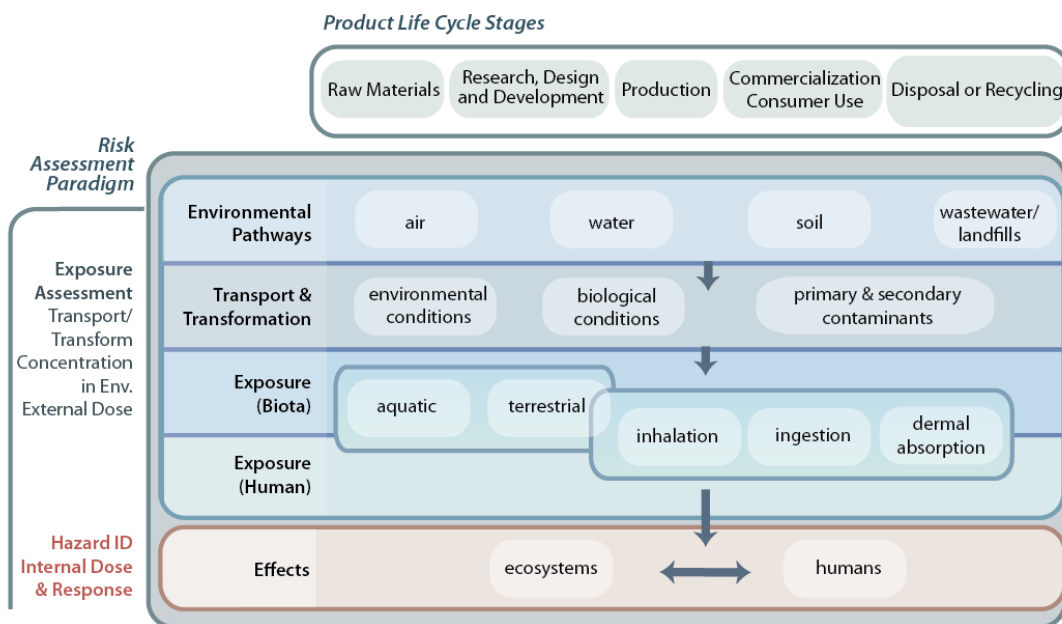 Product Life Cycle Stages
Raw Materials
Research, Design
and Development
Production
Commercialization
Consumer Use
Disposal or Recycling
Risk
Assessment
Paradigm
Exposure
Assessment
Transport/
Transform
Concentration
in Env.
External Dose
Hazard ID
Internal Dose
& Response
Environmental
Pathways
air
water
soil
wastewater/
landfills
Transport &
Transformation
environmental
conditions
biological
conditions
primary & secondary
contaminants
Exposure
(Biota)
aquatic
terrestrial
inhalation
ingestion
dermal
absorption
Exposure
(Human)
Effects
ecosystems
humans